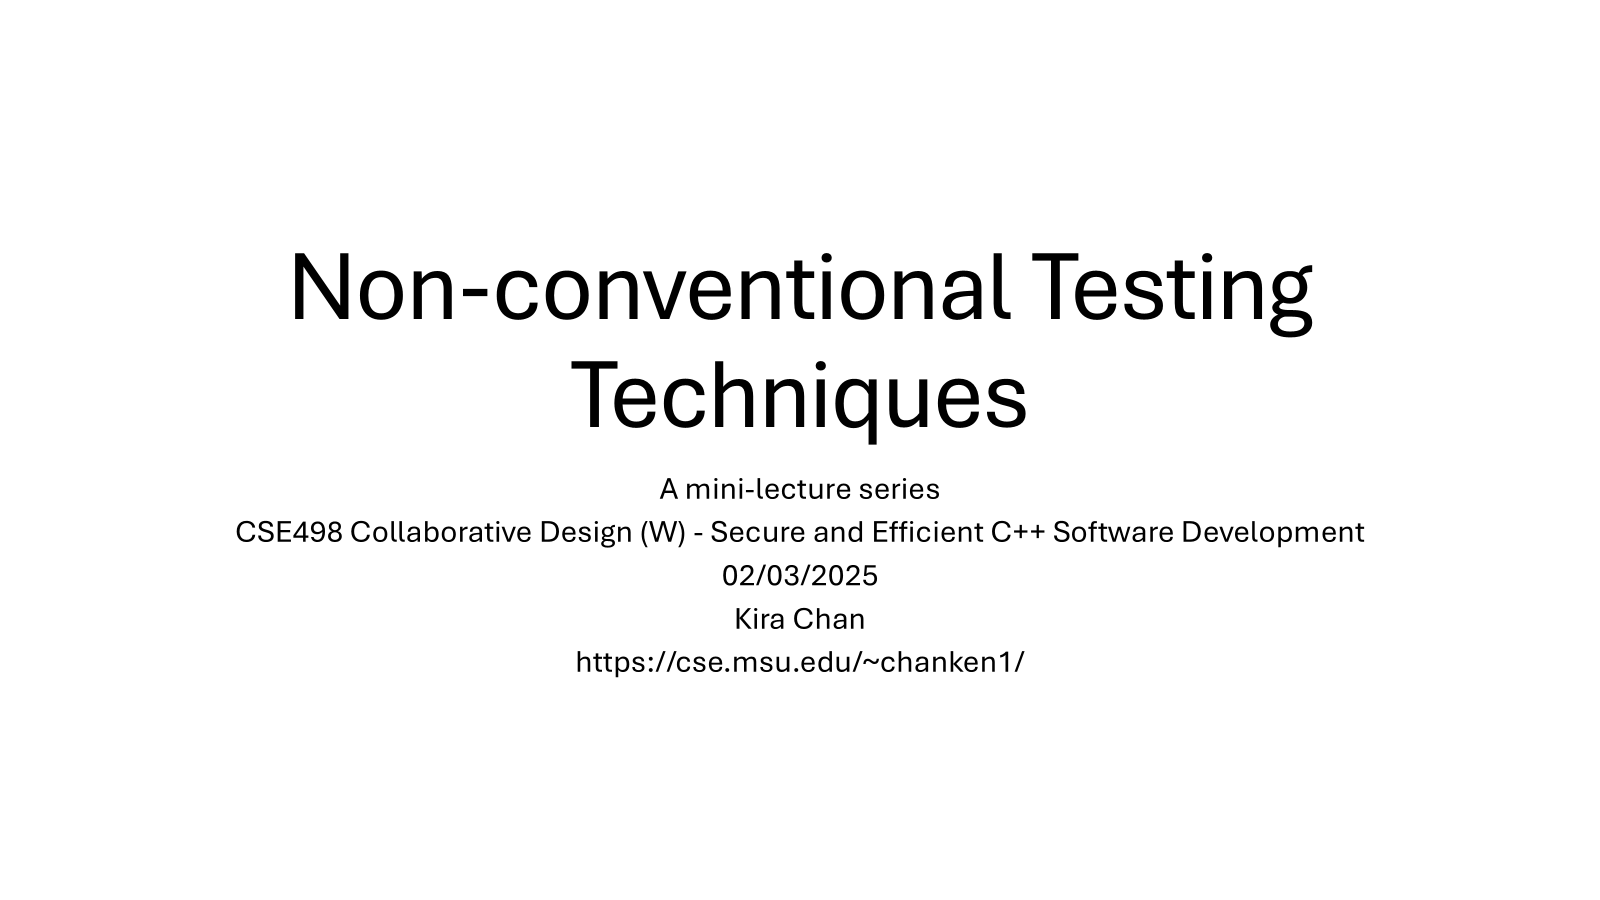 Non-conventional Testing
Techniques
A mini-lecture series
CSE498 Collaborative Design (W) - Secure and Efficient C++ Software Development
02/03/2025
Kira Chan
https://cse.msu.edu/~chanken1/